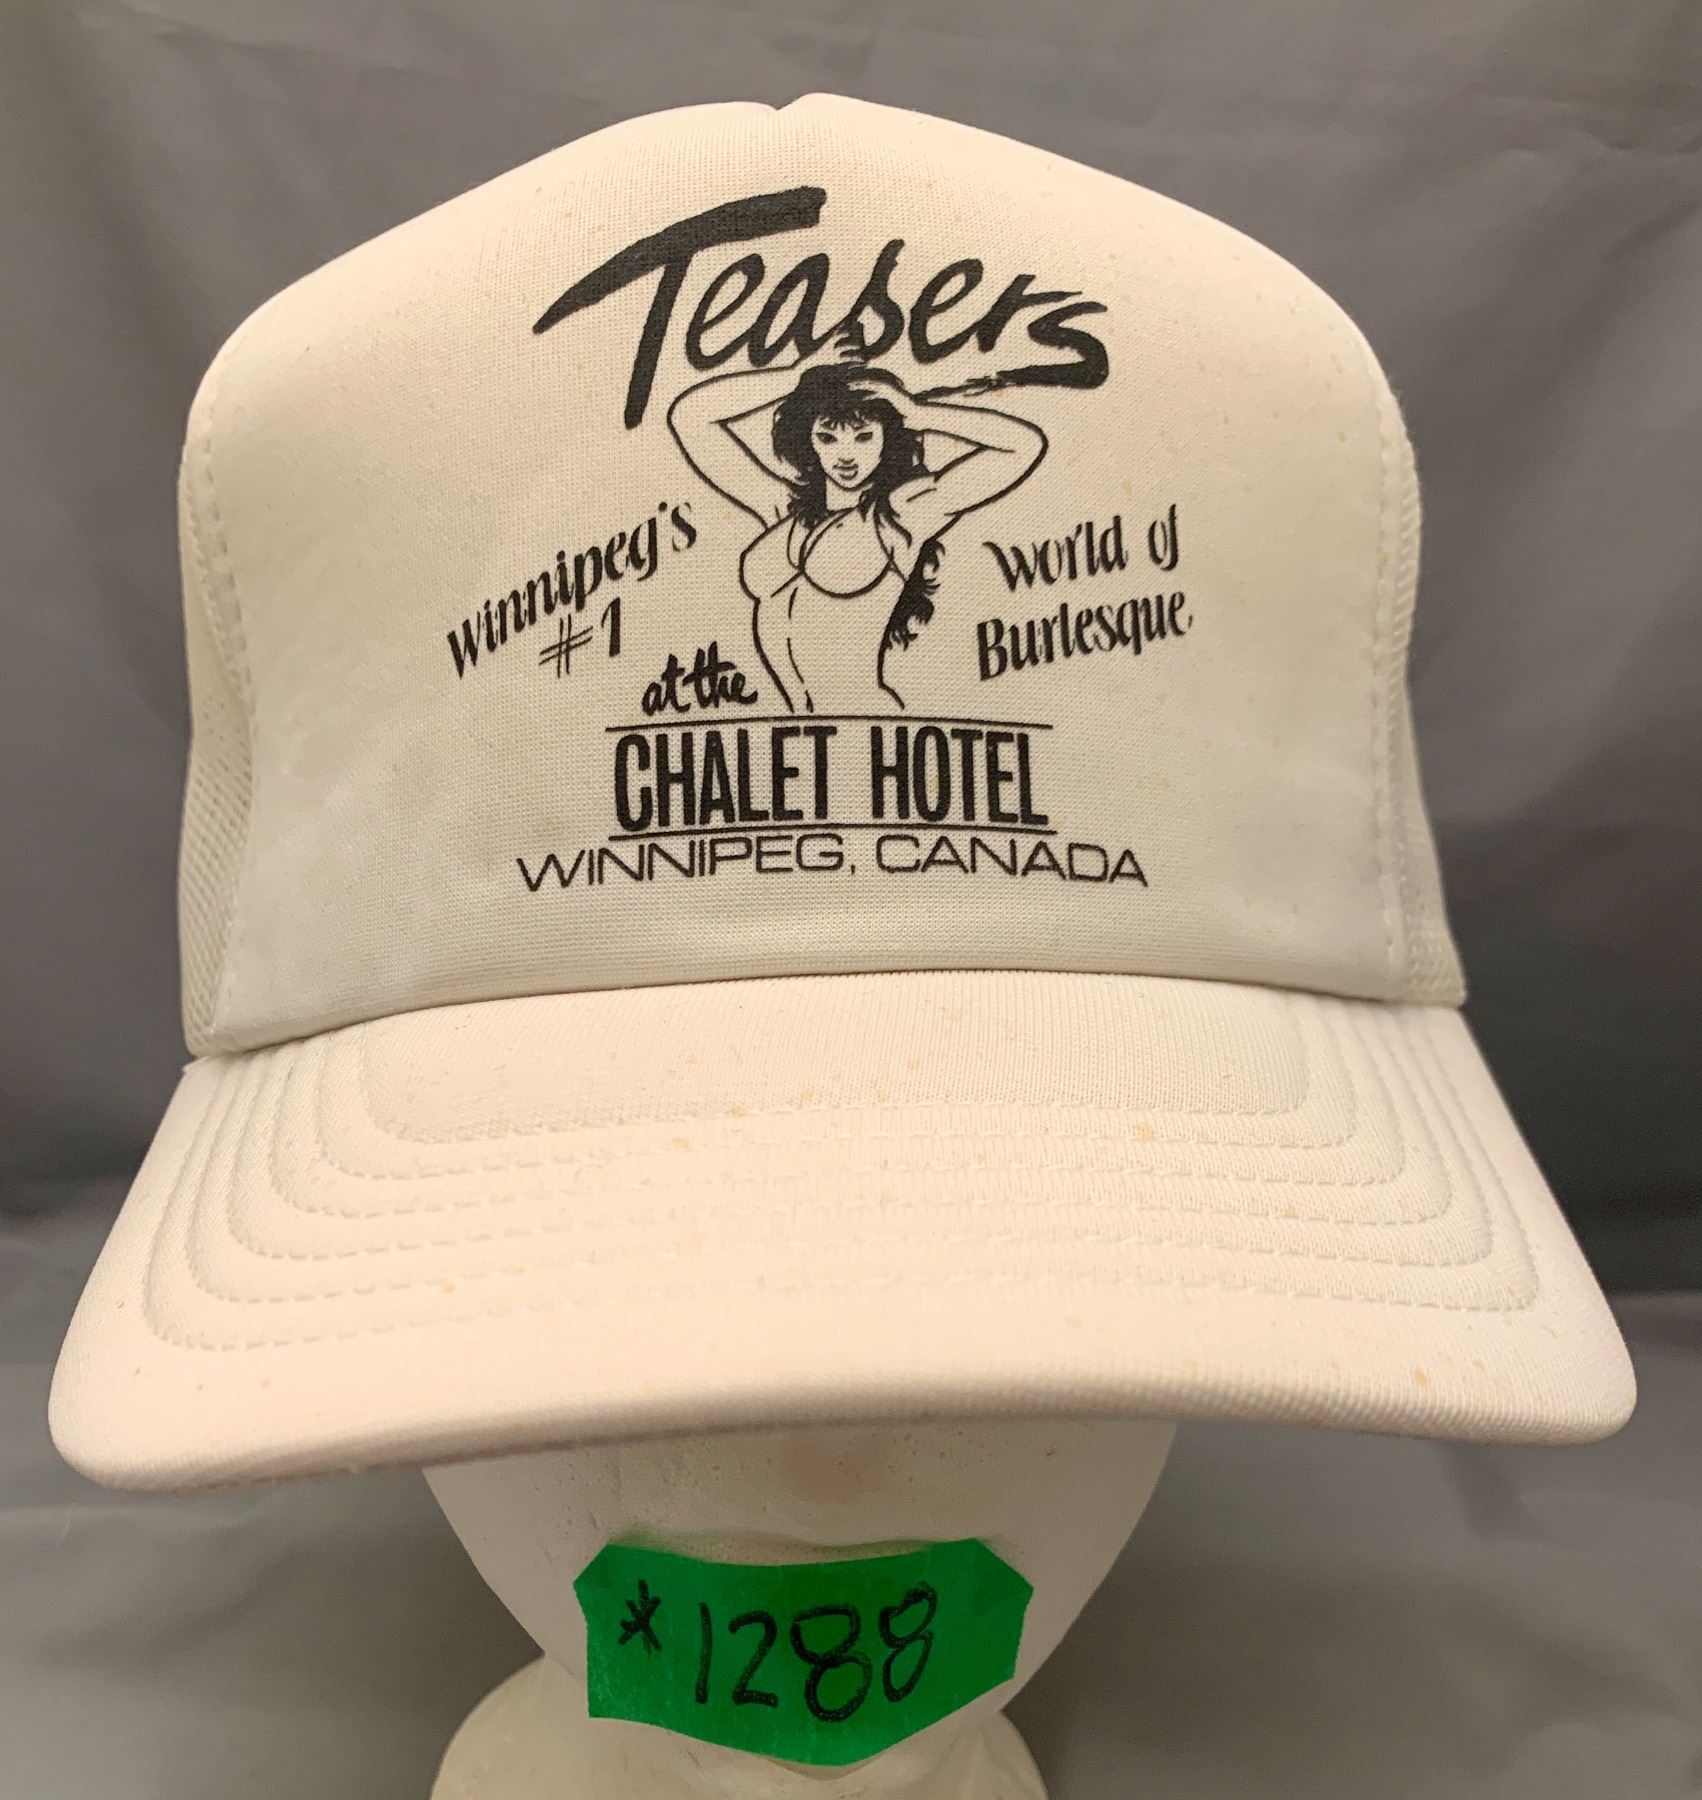 Teasers
Winnipeg's
#1
World of
Burlesque
at the
CHALET HOTEL
WINNIPEG, CANADA
*1288